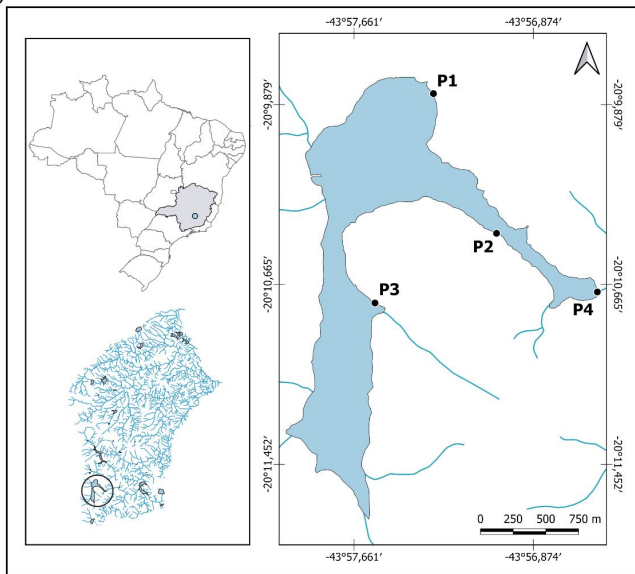 -43°57,661′ -43°56,874′
P1
-20°9,879′ -20°9,879′
P2
-20°10,665′ -20°10,665′
P3
P4
-20°11,452′ -20°11,452′
0 250 500 750 m
-43°57,661′ -43°56,874′